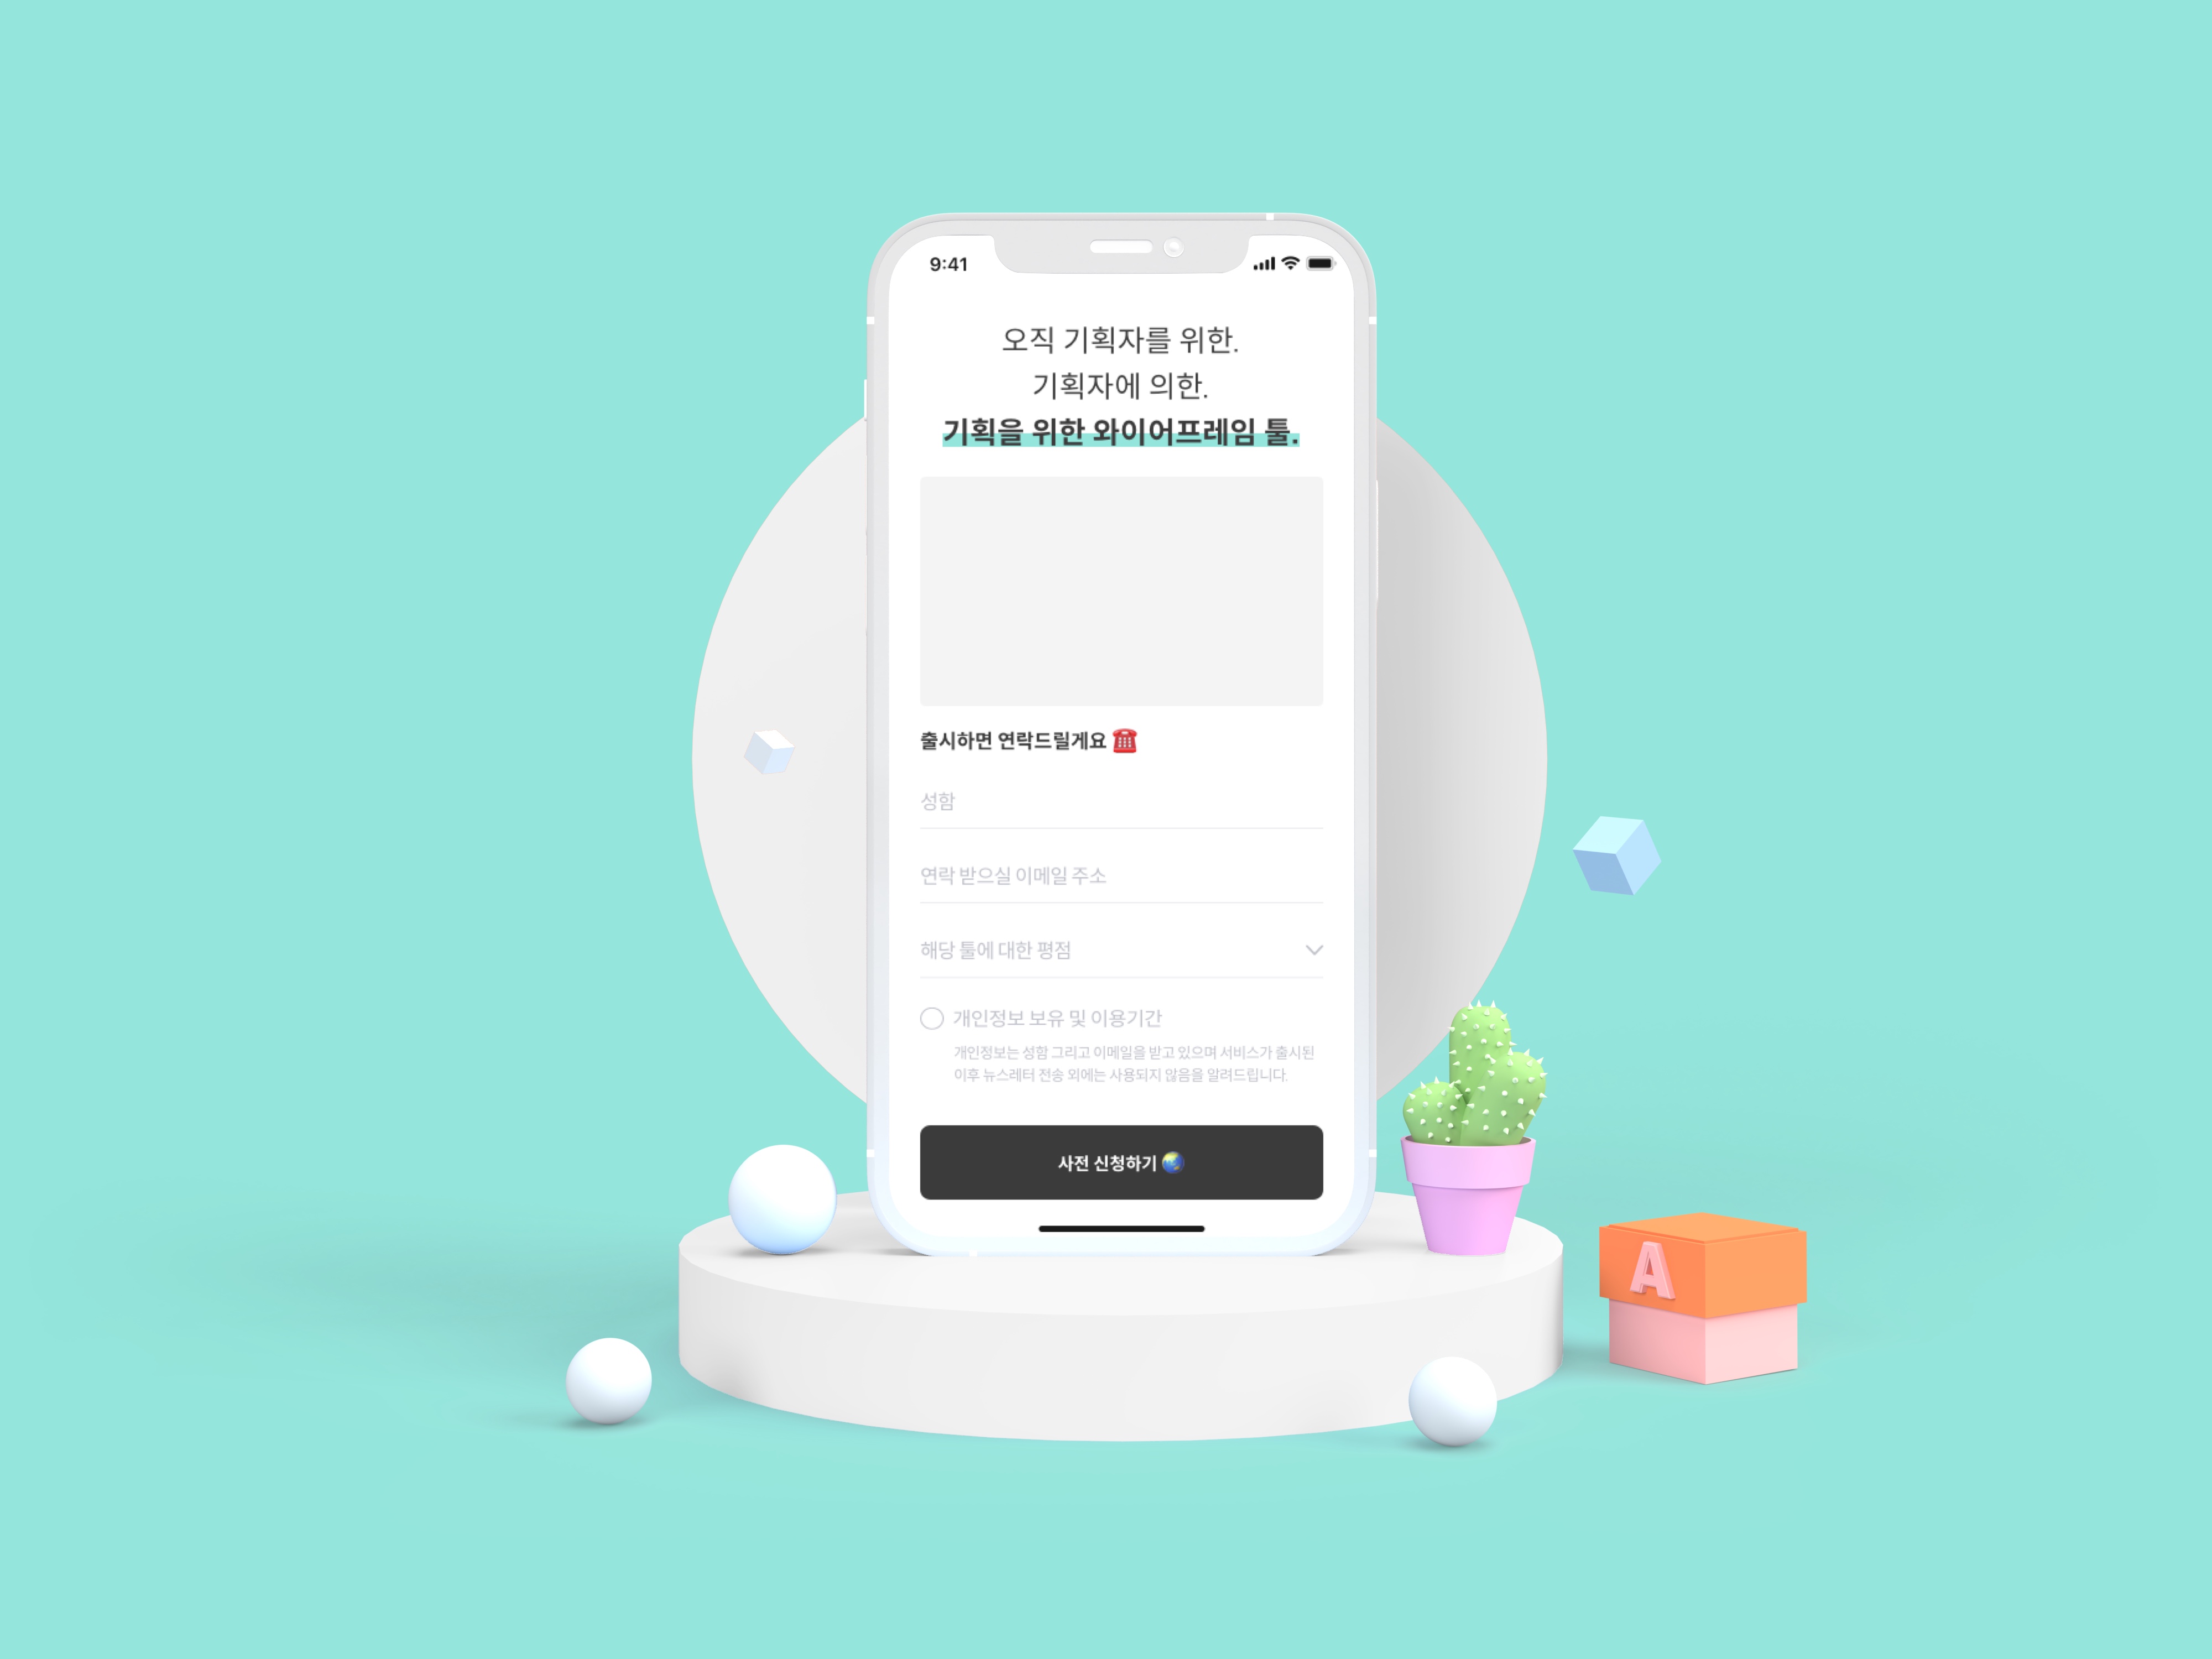 9:41
오직 기획자를 위한.
기획자에 의한.
기획을 위한 와이어프레임 툴.
출시하면 연락드릴게요 ☎️
성함
연락 받으실 이메일 주소
해당 툴에 대한 평점
개인정보 보유 및 이용기간
개인정보는 성함 그리고 이메일을 받고 있으며 서비스가 출시된
이후 뉴스레터 전송 외에는 사용되지 않음을 알려드립니다.
사전 신청하기 🌏
A